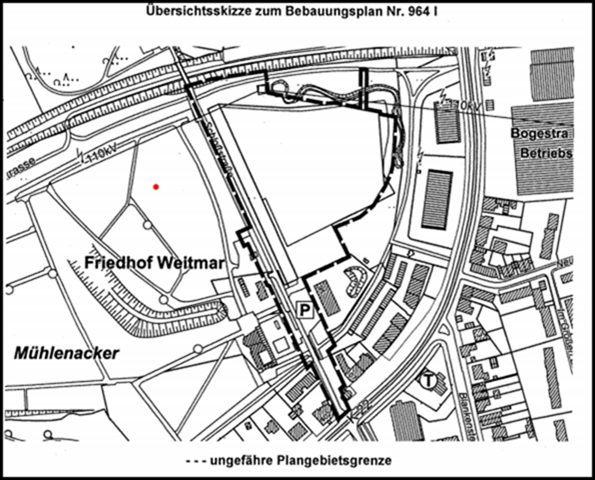 Übersichtsskizze zum Bebauungsplan Nr. 964 I
110kV
Bogestra
Betriebs
Friedhof Weitmar
P
Mühlenacker
T
- - - ungefähre Plangebietsgrenze